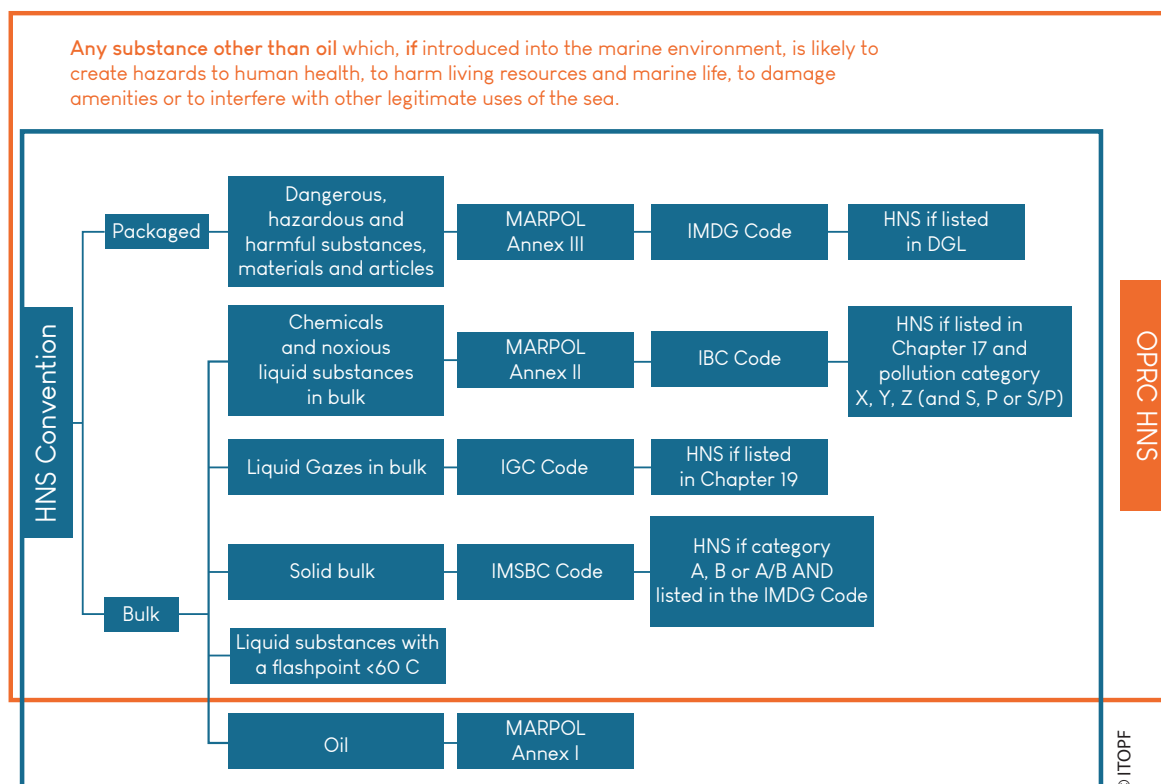 Any substance other than oil which, if introduced into the marine environment, is likely to
create hazards to human health, to harm living resources and marine life, to damage
amenities or to interfere with other legitimate uses of the sea.
HNS Convention
Packaged
Dangerous,
hazardous and
harmful substances,
materials and articles
MARPOL
Annex III
IMDG Code
HNS if listed
in DGL
Chemicals
and noxious
liquid substances
in bulk
MARPOL
Annex II
IBC Code
HNS if listed in
Chapter 17 and
pollution category
X, Y, Z (and S, P or S/P)
Liquid Gazes in bulk
IGC Code
HNS if listed
in Chapter 19
Bulk
Solid bulk
IMSBC Code
HNS if category
A, B or A/B AND
listed in the IMDG Code
Liquid substances with
a flashpoint <60 C
Oil
MARPOL
Annex I
OPRC HNS
© ITOPF